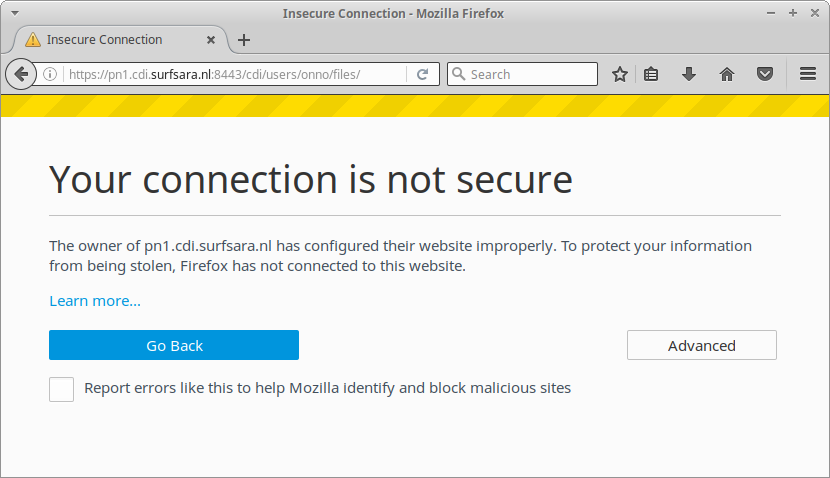 Insecure Connection - Mozilla Firefox
Insecure Connection
https://pn1.cdi.surfsara.nl:8443/cdi/users/onno/files/
Search
Your connection is not secure
The owner of pn1.cdi.surfsara.nl has configured their website improperly. To protect your information
from being stolen, Firefox has not connected to this website.
Learn more...
Go Back
Advanced
Report errors like this to help Mozilla identify and block malicious sites